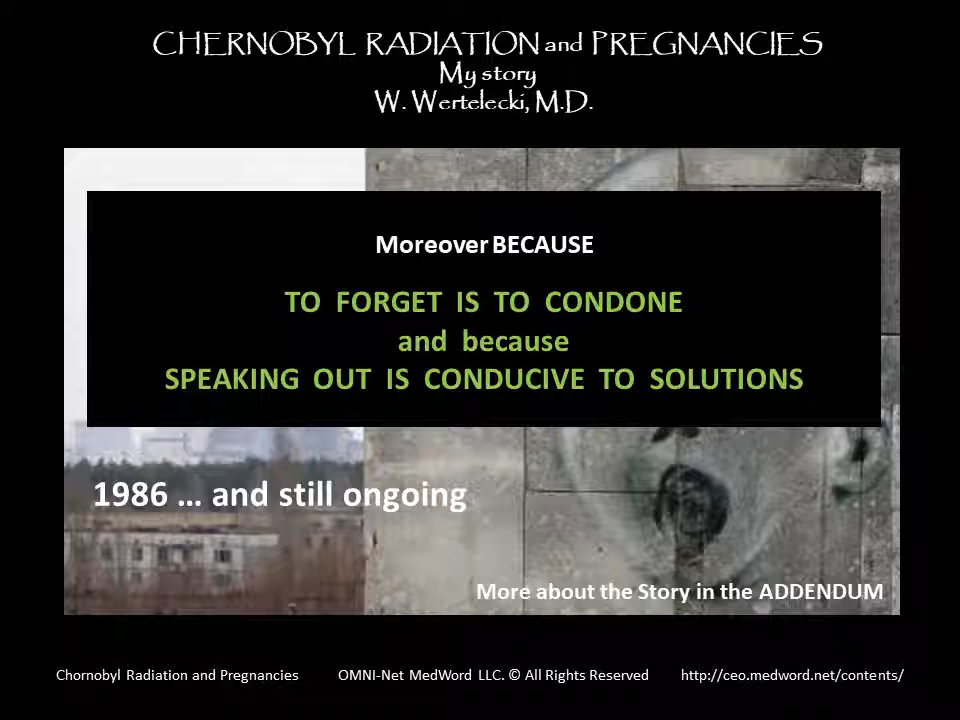 CHERNOBYL RADIATION and PREGNANCIES
My story
W. Wertelecki, M.D.
Moreover BECAUSE
TO FORGET IS TO CONDONE
and because
SPEAKING OUT IS CONDUCIVE TO SOLUTIONS
1986 … and still ongoing
More about the Story in the ADDENDUM
Chornobyl Radiation and Pregnancies OMNI-Net MedWord LLC. © All Rights Reserved http://ceo.medword.net/contents/